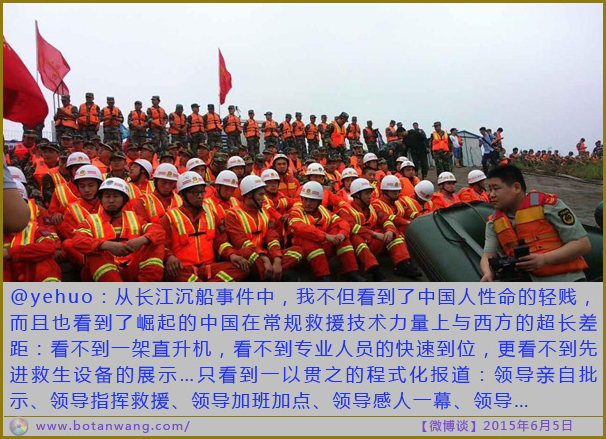 @yehuo：从长江沉船事件中，我不但看到了中国人性命的轻贱，
而且也看到了崛起的中国在常规救援技术力量上与西方的超长差
距：看不到一架直升机，看不到专业人员的快速到位，更看不到先
进救生设备的展示…只看到一以贯之的程式化报道：领导亲自批
示、领导指挥救援、领导加班加点、领导感人一幕、领导…
www.botanwang.com/ 【微博谈】2015年6月5日